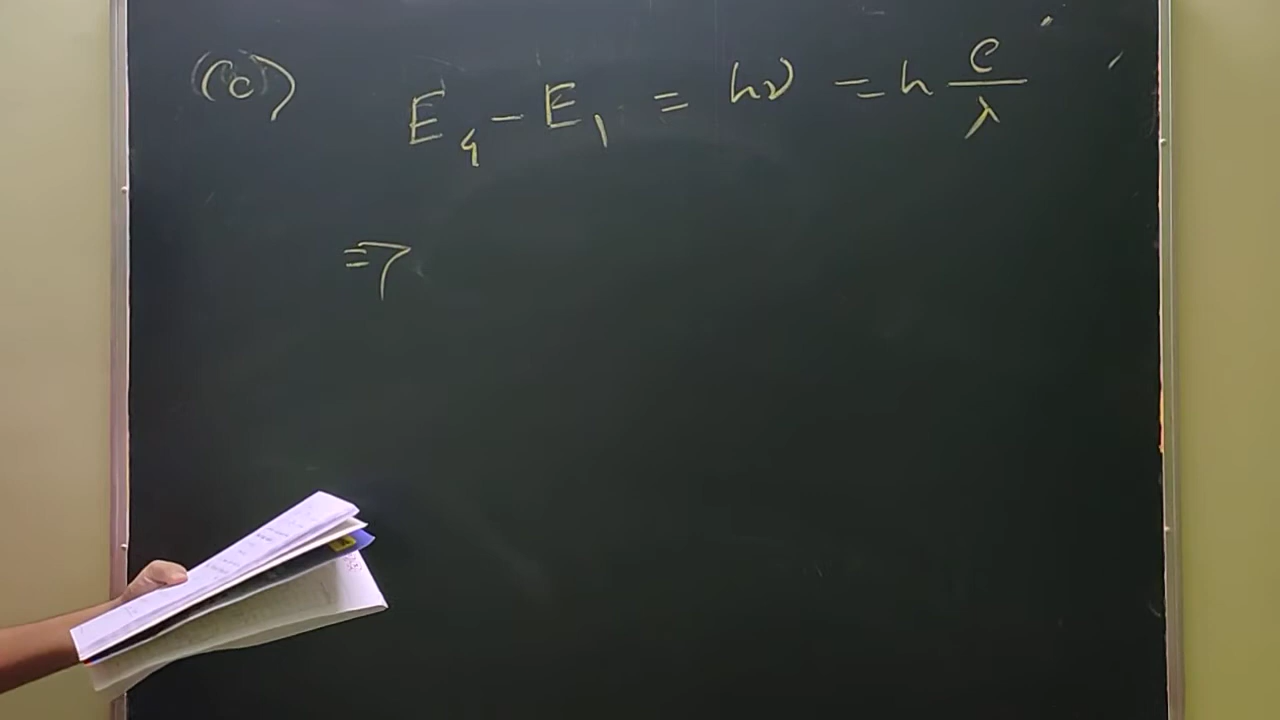 (c) E₄ - E₁ = hν = h c/λ
⇒